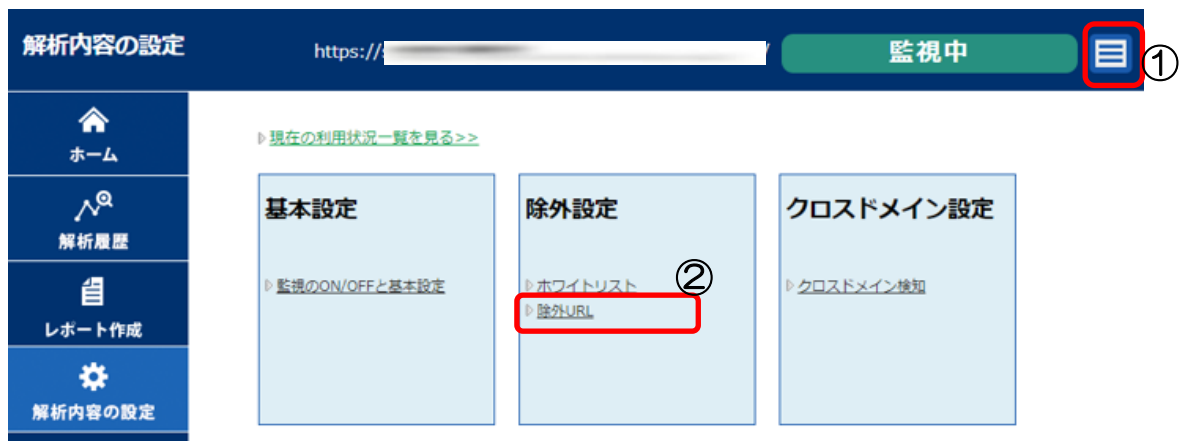 解析内容の設定
https://
監視中
①
ホーム
解析履歴
レポート作成
解析内容の設定
現在の利用状況一覧を見る>>
基本設定
監視のON/OFFと基本設定
除外設定
②
ホワイトリスト
除外URL
クロスドメイン設定
クロスドメイン検知